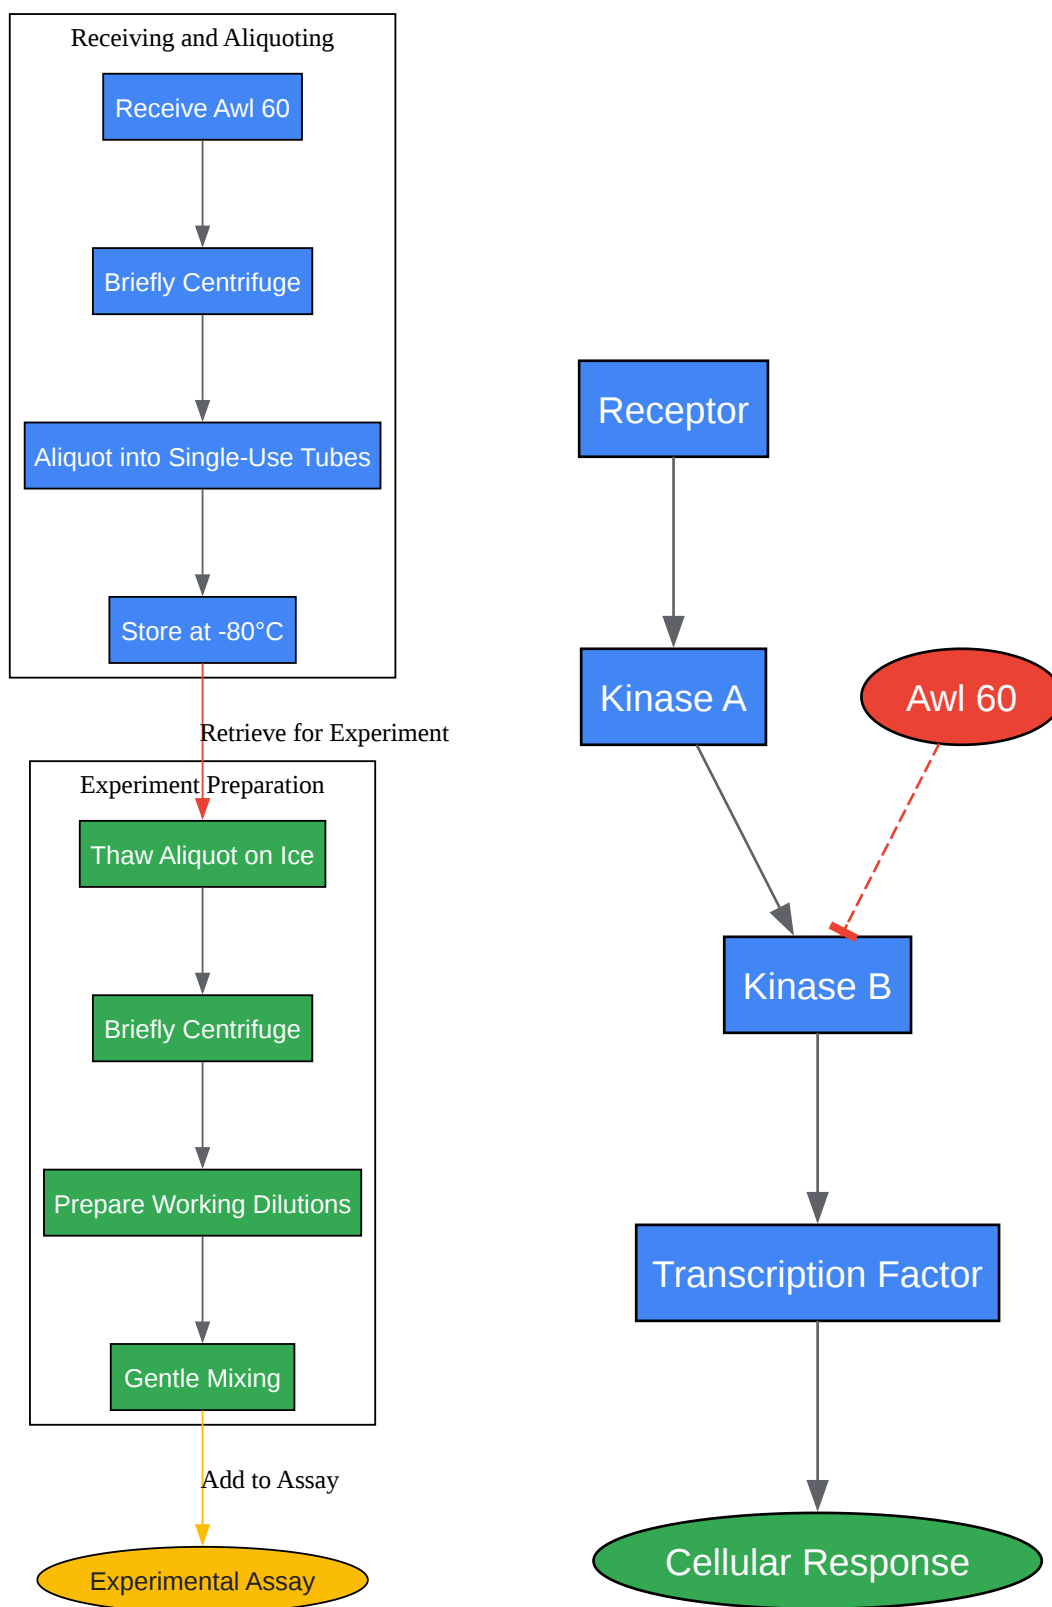 Receiving and Aliquoting
Receive Awl 60
Briefly Centrifuge
Aliquot into Single-Use Tubes
Store at -80°C
Retrieve for Experiment
Experiment Preparation
Thaw Aliquot on Ice
Briefly Centrifuge
Prepare Working Dilutions
Gentle Mixing
Add to Assay
Experimental Assay
Receptor
Kinase A
Awl 60
Kinase B
Transcription Factor
Cellular Response